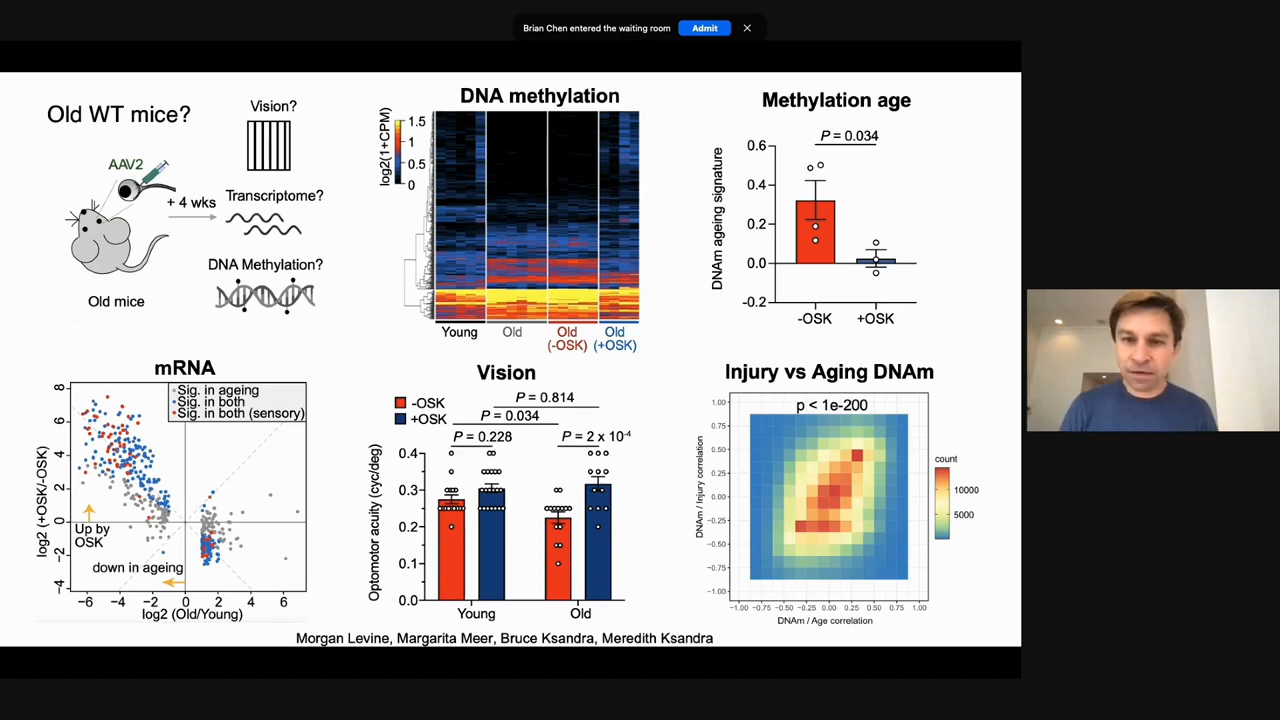 Brian Chen entered the waiting room
Admit
Old WT mice?
AAV2
+ 4 wks
Old mice
Vision?
Transcriptome?
DNA Methylation?
DNA methylation
log2(1+CPM)
1.5
1
0.5
0
Young
Old
Old
(-OSK)
Old
(+OSK)
Methylation age
P = 0.034
DNAm ageing signature
0.6
0.4
0.2
0.0
-0.2
-OSK
+OSK
mRNA
Sig. in ageing
Sig. in both
Sig. in both (sensory)
log2 (+OSK/-OSK)
8
6
4
2
0
-2
-4
Up by
OSK
down in ageing
-6 -4 -2 0 2 4 6
log2 (Old/Young)
Vision
-OSK
+OSK
P = 0.814
P = 0.034
P = 0.228
P = 2 x 10-4
Optomotor acuity (cyc/deg)
0.4
0.3
0.2
0.1
0.0
Young
Old
Injury vs Aging DNAm
p < 1e-200
DNAm / Injury correlation
1.00
0.75
0.50
0.25
0.00
-0.25
-0.50
-0.75
-1.00
-1.00 -0.75 -0.50 -0.25 0.00 0.25 0.50 0.75 1.00
DNAm / Age correlation
count
10000
5000
Morgan Levine, Margarita Meer, Bruce Ksandra, Meredith Ksandra